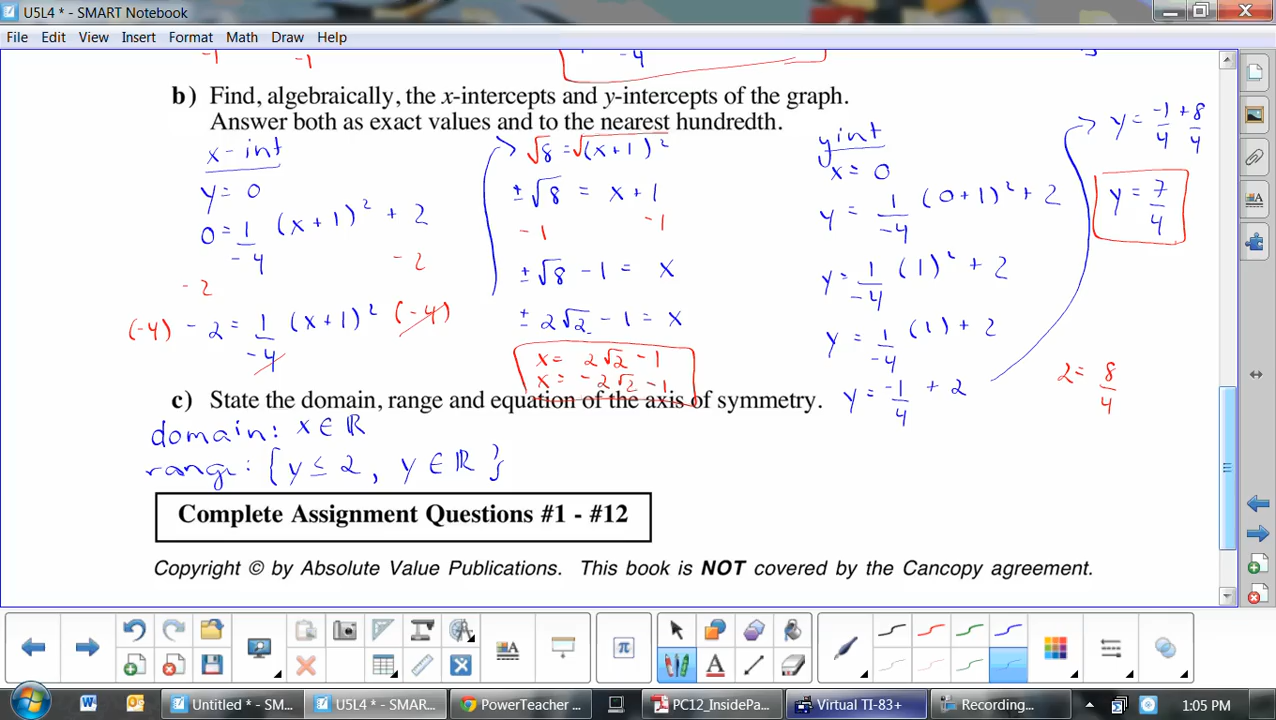 U5L4 * - SMART Notebook
File Edit View Insert Format Math Draw Help
-1 -1
-4
b) Find, algebraically, the x-intercepts and y-intercepts of the graph.
Answer both as exact values and to the nearest hundredth.
x-int
y = 0
0 = 1/-4 (x+1)² + 2
-2 -2
(-4) -2 = 1/-4 (x+1)² (-4)
√8 = √(x+1)²
±√8 = x+1
-1 -1
±√8 -1 = x
±2√2 -1 = x
x = 2√2 -1
x = -2√2 -1
y int
x = 0
y = 1/-4 (0+1)² + 2
y = 1/-4 (1)² + 2
y = 1/-4 (1) + 2
y = -1/4 + 2
y = -1/4 + 8/4
y = 7/4
2 = 8/4
c) State the domain, range and equation of the axis of symmetry.
domain: x ∈ ℝ
range: {y ≤ 2, y ∈ ℝ}
Complete Assignment Questions #1 - #12
Copyright © by Absolute Value Publications. This book is NOT covered by the Cancopy agreement.
π
A
Untitled * - SM...
U5L4 * - SMAR...
PowerTeacher ...
PC12_InsidePa...
Virtual TI-83+
Recording...
1:05 PM